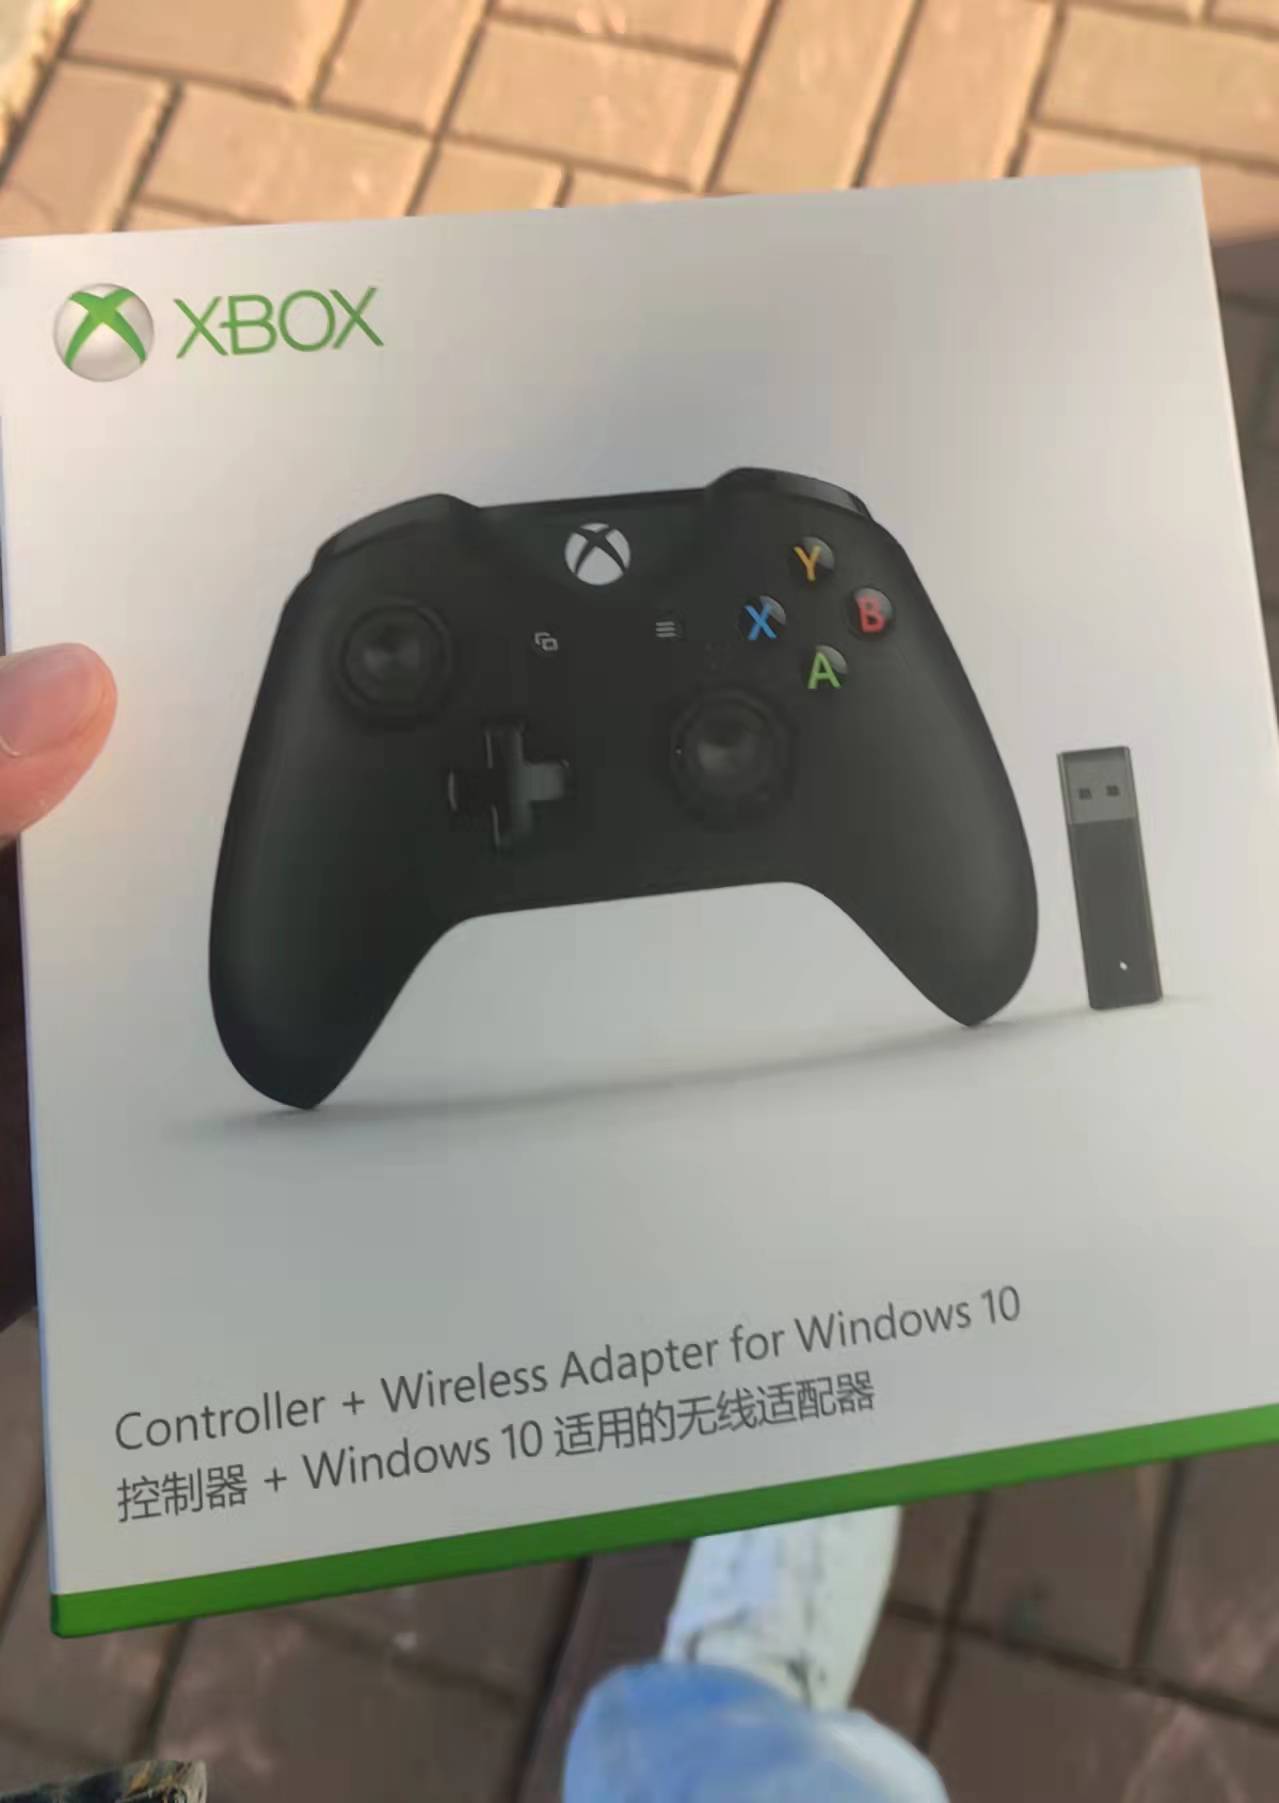 XBOX
Y
X
B
A
Controller + Wireless Adapter for Windows 10
控制器 + Windows 10 适用的无线适配器